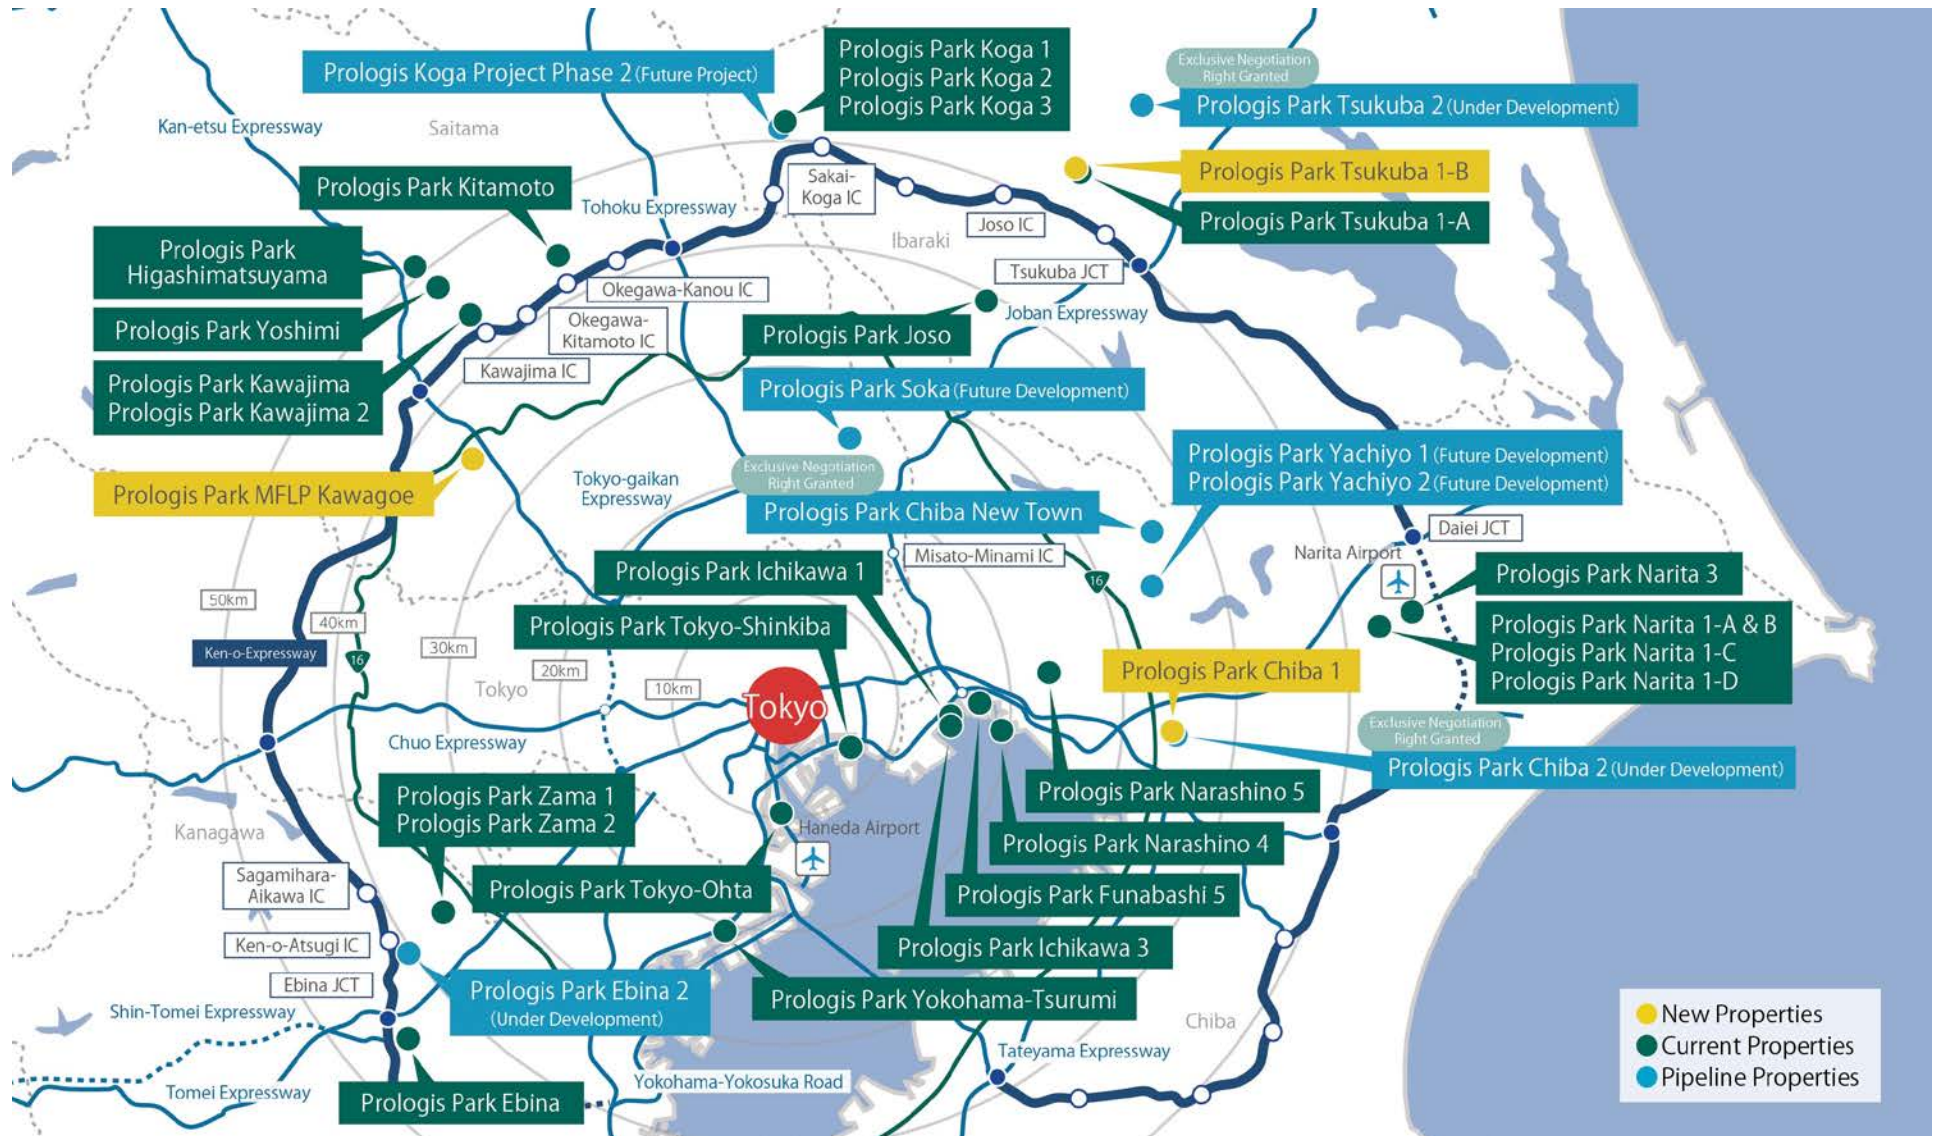 Prologis Koga Project Phase 2 (Future Project)
Prologis Park Koga 1
Prologis Park Koga 2
Prologis Park Koga 3
Exclusive Negotiation
Right Granted
Prologis Park Tsukuba 2 (Under Development)
Kan-etsu Expressway
Saitama
Prologis Park Tsukuba 1-B
Prologis Park Kitamoto
Sakai-
Koga IC
Tohoku Expressway
Joso IC
Prologis Park Tsukuba 1-A
Ibaraki
Prologis Park
Higashimatsuyama
Tsukuba JCT
Okegawa-Kanou IC
Joban Expressway
Prologis Park Yoshimi
Okegawa-
Kitamoto IC
Prologis Park Joso
Kawajima IC
Prologis Park Kawajima
Prologis Park Kawajima 2
Prologis Park Soka (Future Development)
Prologis Park Yachiyo 1 (Future Development)
Prologis Park Yachiyo 2 (Future Development)
Exclusive Negotiation
Right Granted
Tokyo-gaikan
Expressway
Prologis Park MFLP Kawagoe
Prologis Park Chiba New Town
Daiej JCT
Misato-Minami IC
Narita Airport
Prologis Park Ichikawa 1
Prologis Park Narita 3
50km
40km
16
Prologis Park Tokyo-Shinkiba
Prologis Park Narita 1-A & B
Prologis Park Narita 1-C
Prologis Park Narita 1-D
Ken-o-Expressway
16
30km
20km
10km
Tokyo
Prologis Park Chiba 1
Tokyo
Exclusive Negotiation
Right Granted
Chuo Expressway
Prologis Park Chiba 2 (Under Development)
Prologis Park Zama 1
Prologis Park Zama 2
Prologis Park Narashino 5
Kanagawa
Haneda Airport
Prologis Park Narashino 4
Sagamihara-
Aikawa IC
Prologis Park Tokyo-Ohta
Prologis Park Funabashi 5
Ken-o-Atsugi IC
Prologis Park Ichikawa 3
Ebina JCT
Prologis Park Ebina 2
(Under Development)
Prologis Park Yokohama-Tsurumi
Shin-Tomei Expressway
Chiba
New Properties
Current Properties
Pipeline Properties
Tateyama Expressway
Yokohama-Yokosuka Road
Tomei Expressway
Prologis Park Ebina